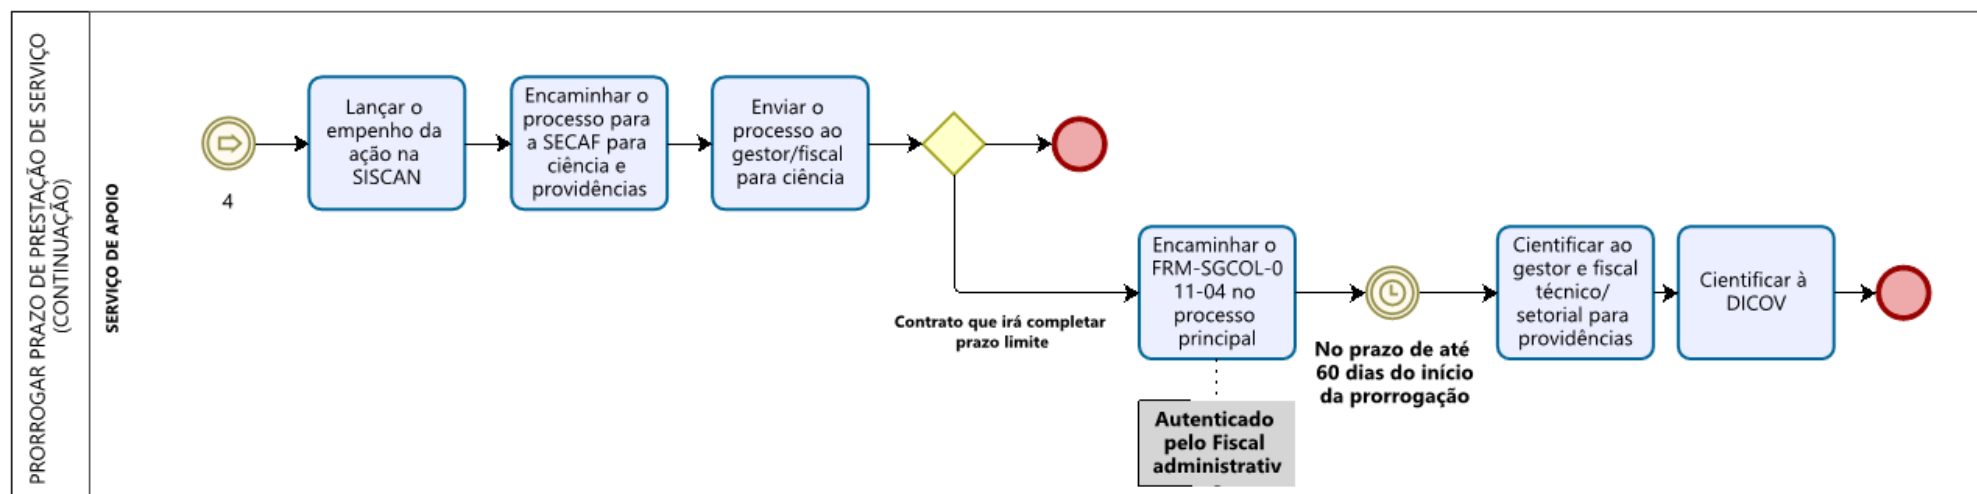 PRORROGAR PRAZO DE PRESTAÇÃO DE SERVIÇO
(CONTINUAÇÃO)
SERVIÇO DE APOIO
4
Lançar o
empenho da
ação na
SISCAN
Encaminhar o
processo para
a SECAF para
ciência e
providências
Enviar o
processo ao
gestor/fiscal
para ciência
Contrato que irá completar
prazo limite
Encaminhar o
FRM-SGCOL-0
11-04 no
processo
principal
Autenticado
pelo Fiscal
administrativ
No prazo de até
60 dias do início
da prorrogação
Cientificar ao
gestor e fiscal
técnico/
setorial para
providências
Cientificar à
DICOV